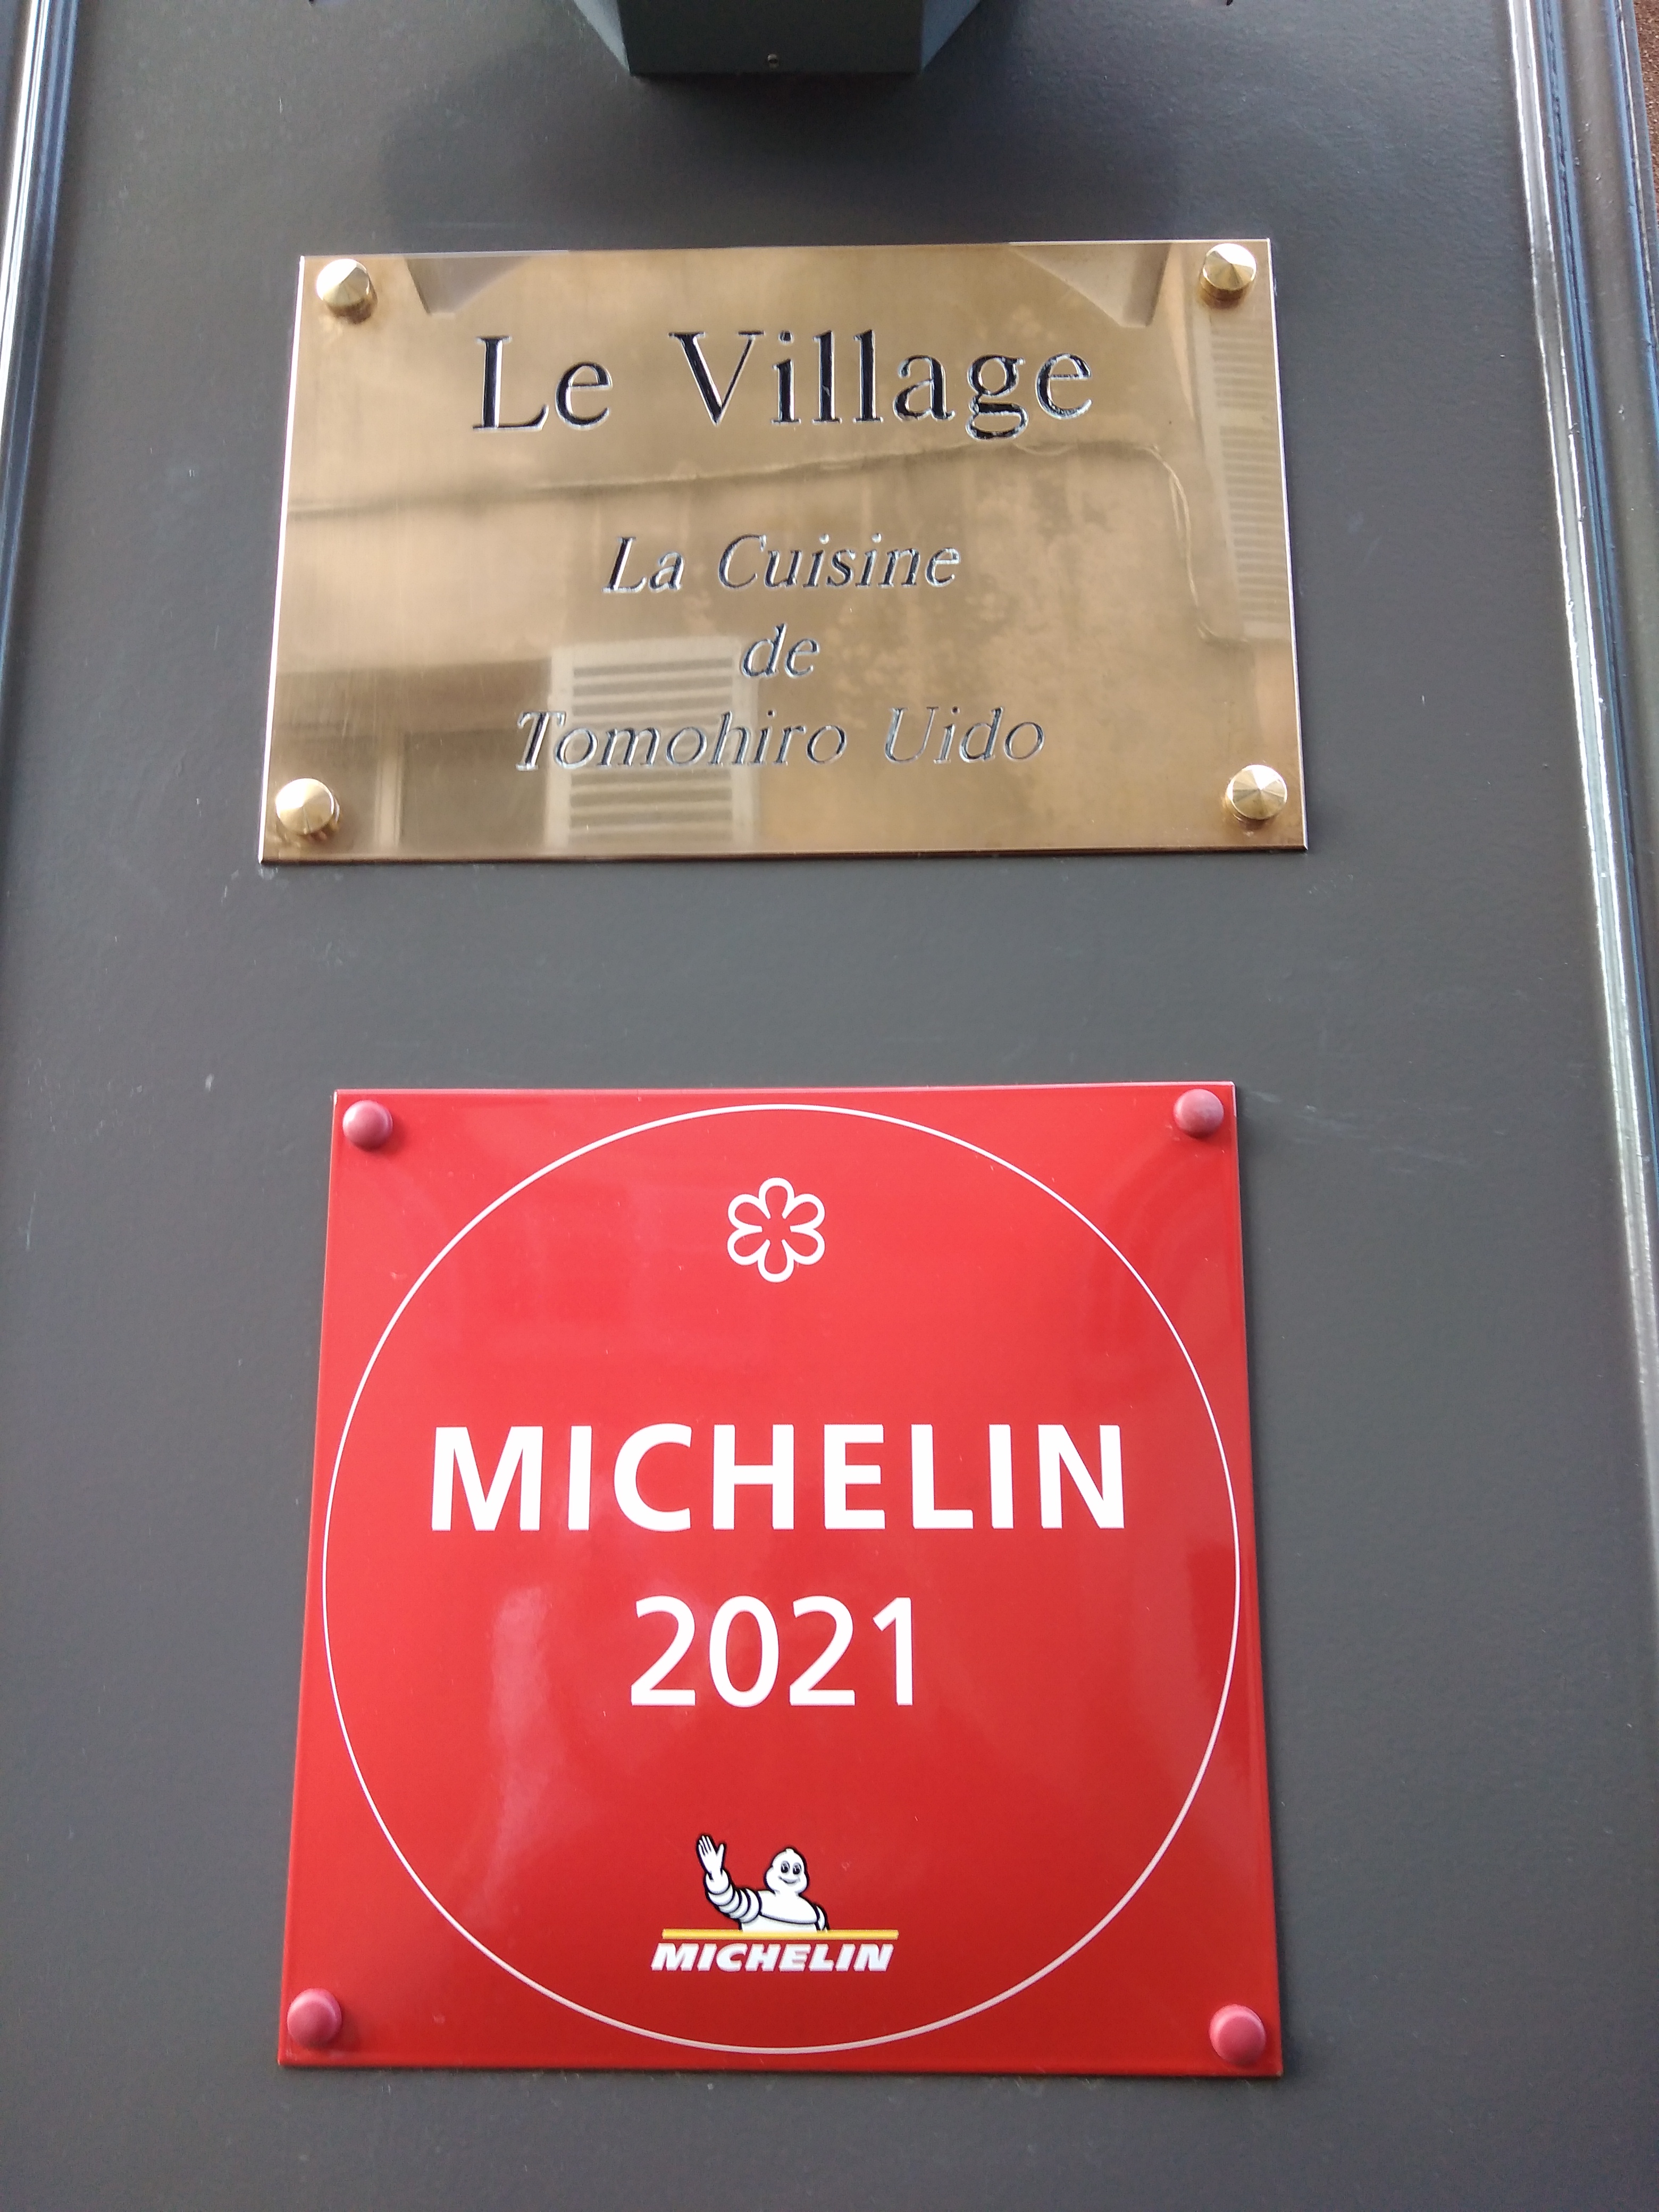 Le Village
La Cuisine
de
Tomohiro Uido
MICHELIN
2021
MICHELIN